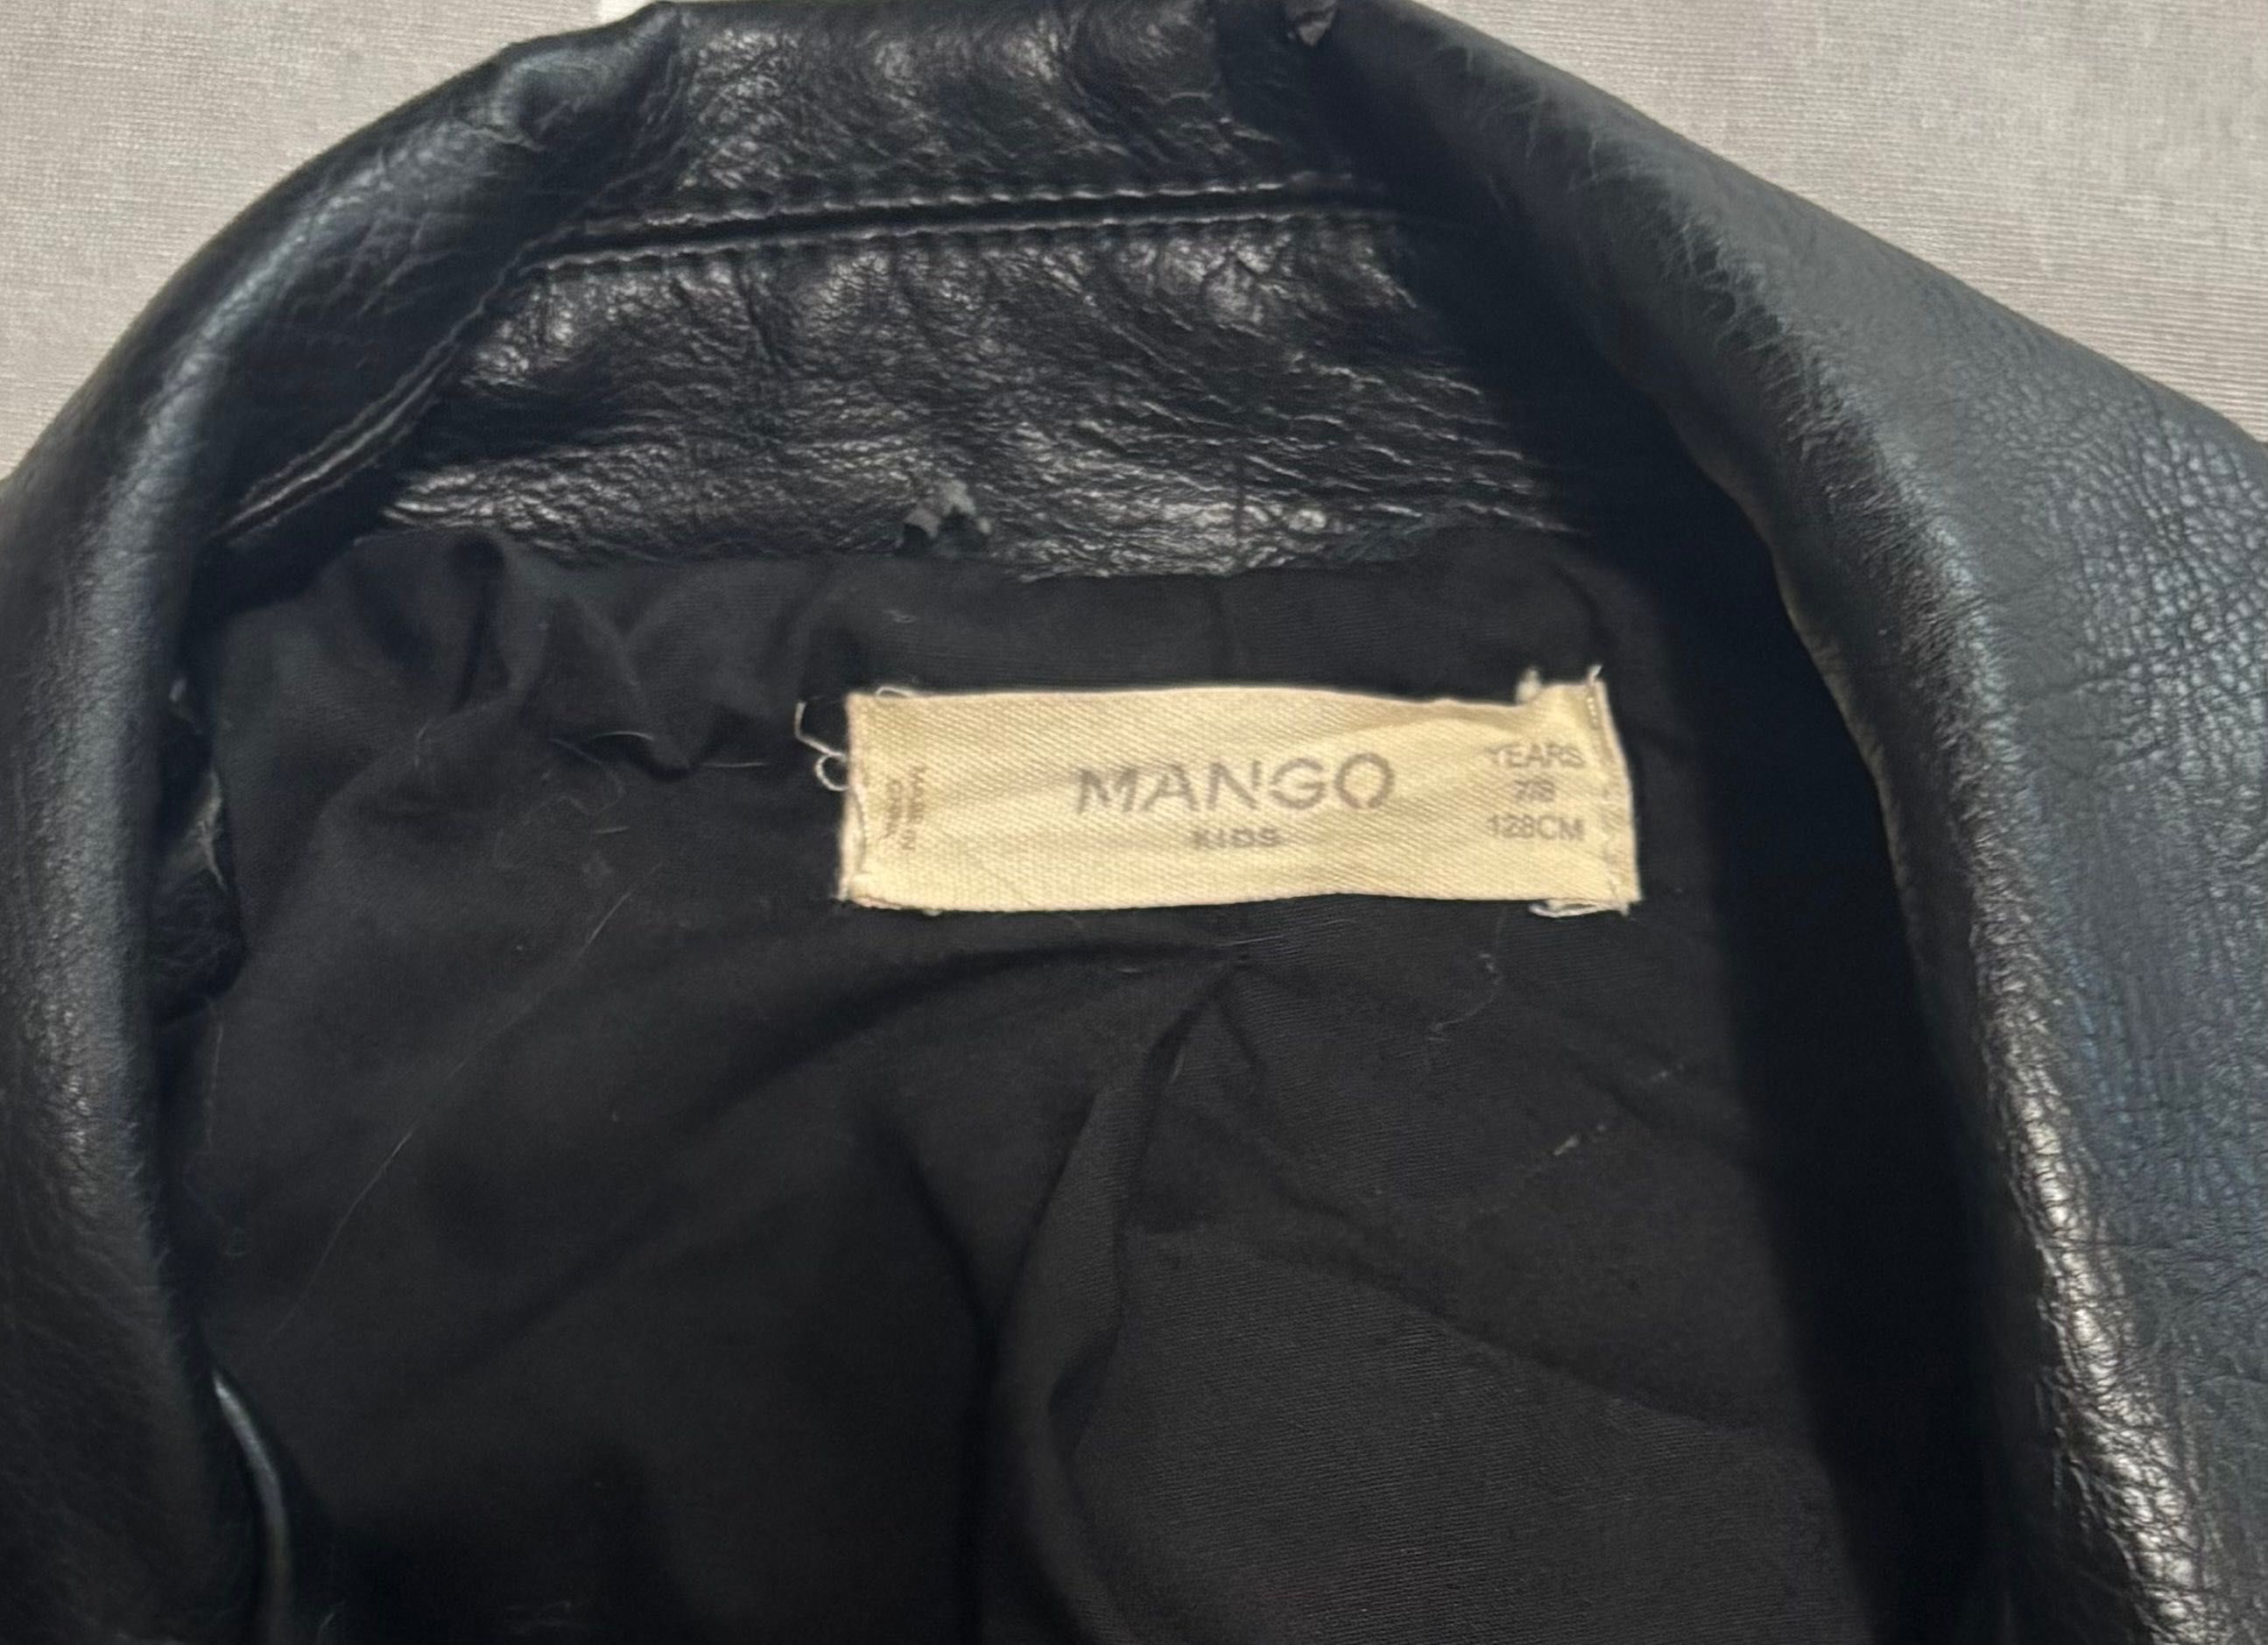 MANGO
KIDS
YEARS
7/8
128CM